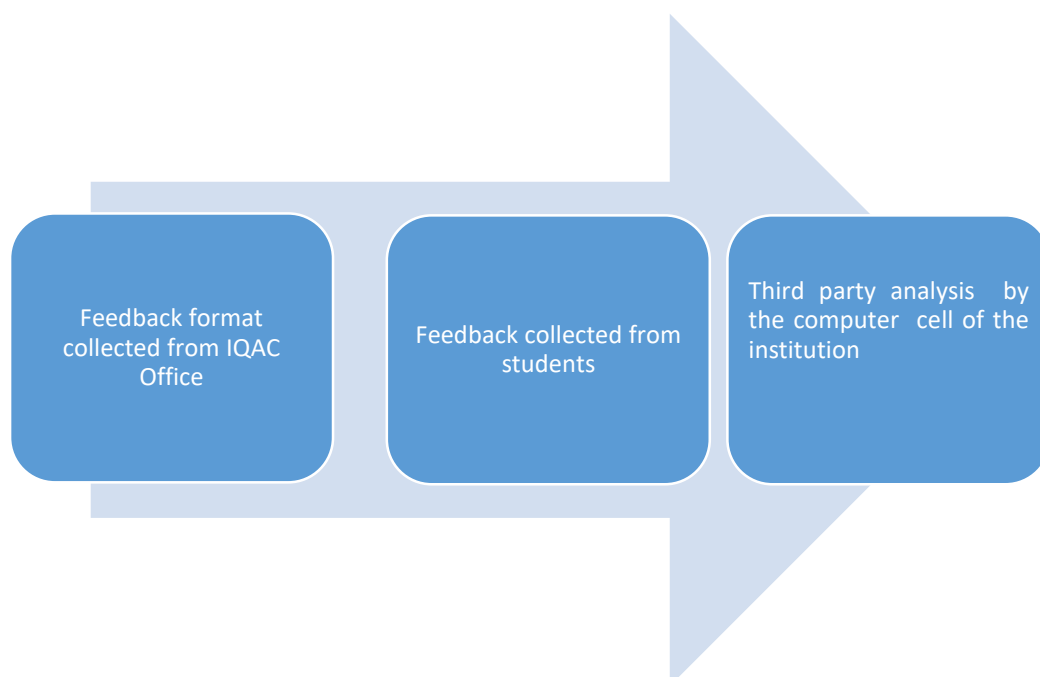 Feedback format
collected from IQAC
Office
Feedback collected from
students
Third party analysis by
the computer cell of the
institution